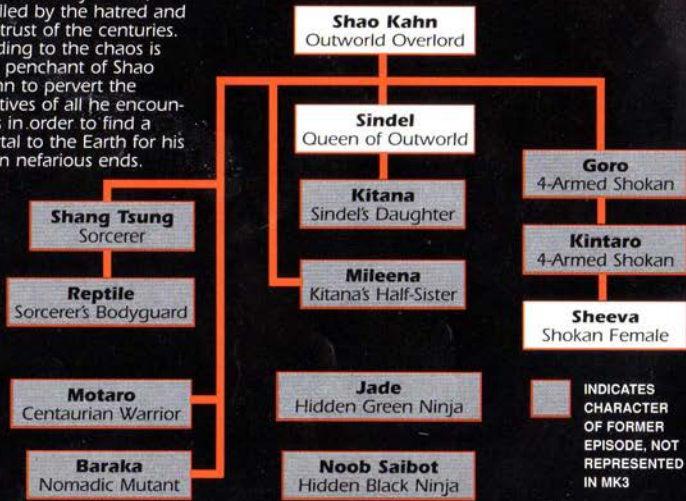 lled by the hatred and
trust of the centuries.
ding to the chaos is
penchant of Shao
nn to pervert the
tives of all he encoun-
s in order to find a
tal to the Earth for his
n nefarious ends.
Shao Kahn
Outworld Overlord
Sindel
Queen of Outworld
Kitana
Sindel's Daughter
Goro
4-Armed Shokan
Shang Tsung
Sorcerer
Kintaro
4-Armed Shokan
Reptile
Sorcerer's Bodyguard
Mileena
Kitana's Half-Sister
Sheeva
Shokan Female
Motaro
Centaurian Warrior
Jade
Hidden Green Ninja
Baraka
Nomadic Mutant
Noob Saibot
Hidden Black Ninja
INDICATES
CHARACTER
OF FORMER
EPISODE, NOT
REPRESENTED
IN MK3